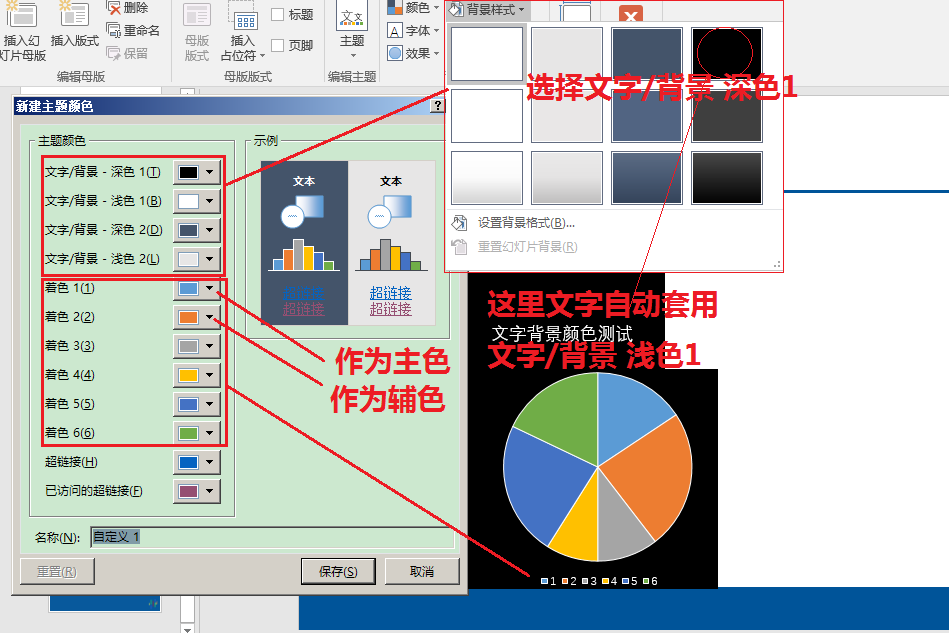 删除
重命名
保留
插入幻
灯片母版
插入版式
编辑母版
母版
版式
插入
占位符
标题
页脚
母版版式
主题
编辑主题
颜色
字体
效果
背景样式
新建主题颜色
?
主题颜色
文字/背景 - 深色 1(T)
文字/背景 - 浅色 1(B)
文字/背景 - 深色 2(D)
文字/背景 - 浅色 2(L)
着色 1(1)
着色 2(2)
着色 3(3)
着色 4(4)
着色 5(5)
着色 6(6)
超链接(H)
已访问的超链接(F)
示例
文本
文本
超链接
超链接
超链接
超链接
名称(N):
自定义 1
重置(R)
保存(S)
取消
选择文字/背景 深色1
设置背景格式(B)...
重置幻灯片背景(R)
这里文字自动套用
文字背景颜色测试
文字/背景 浅色1
作为主色
作为辅色
1 2 3 4 5 6